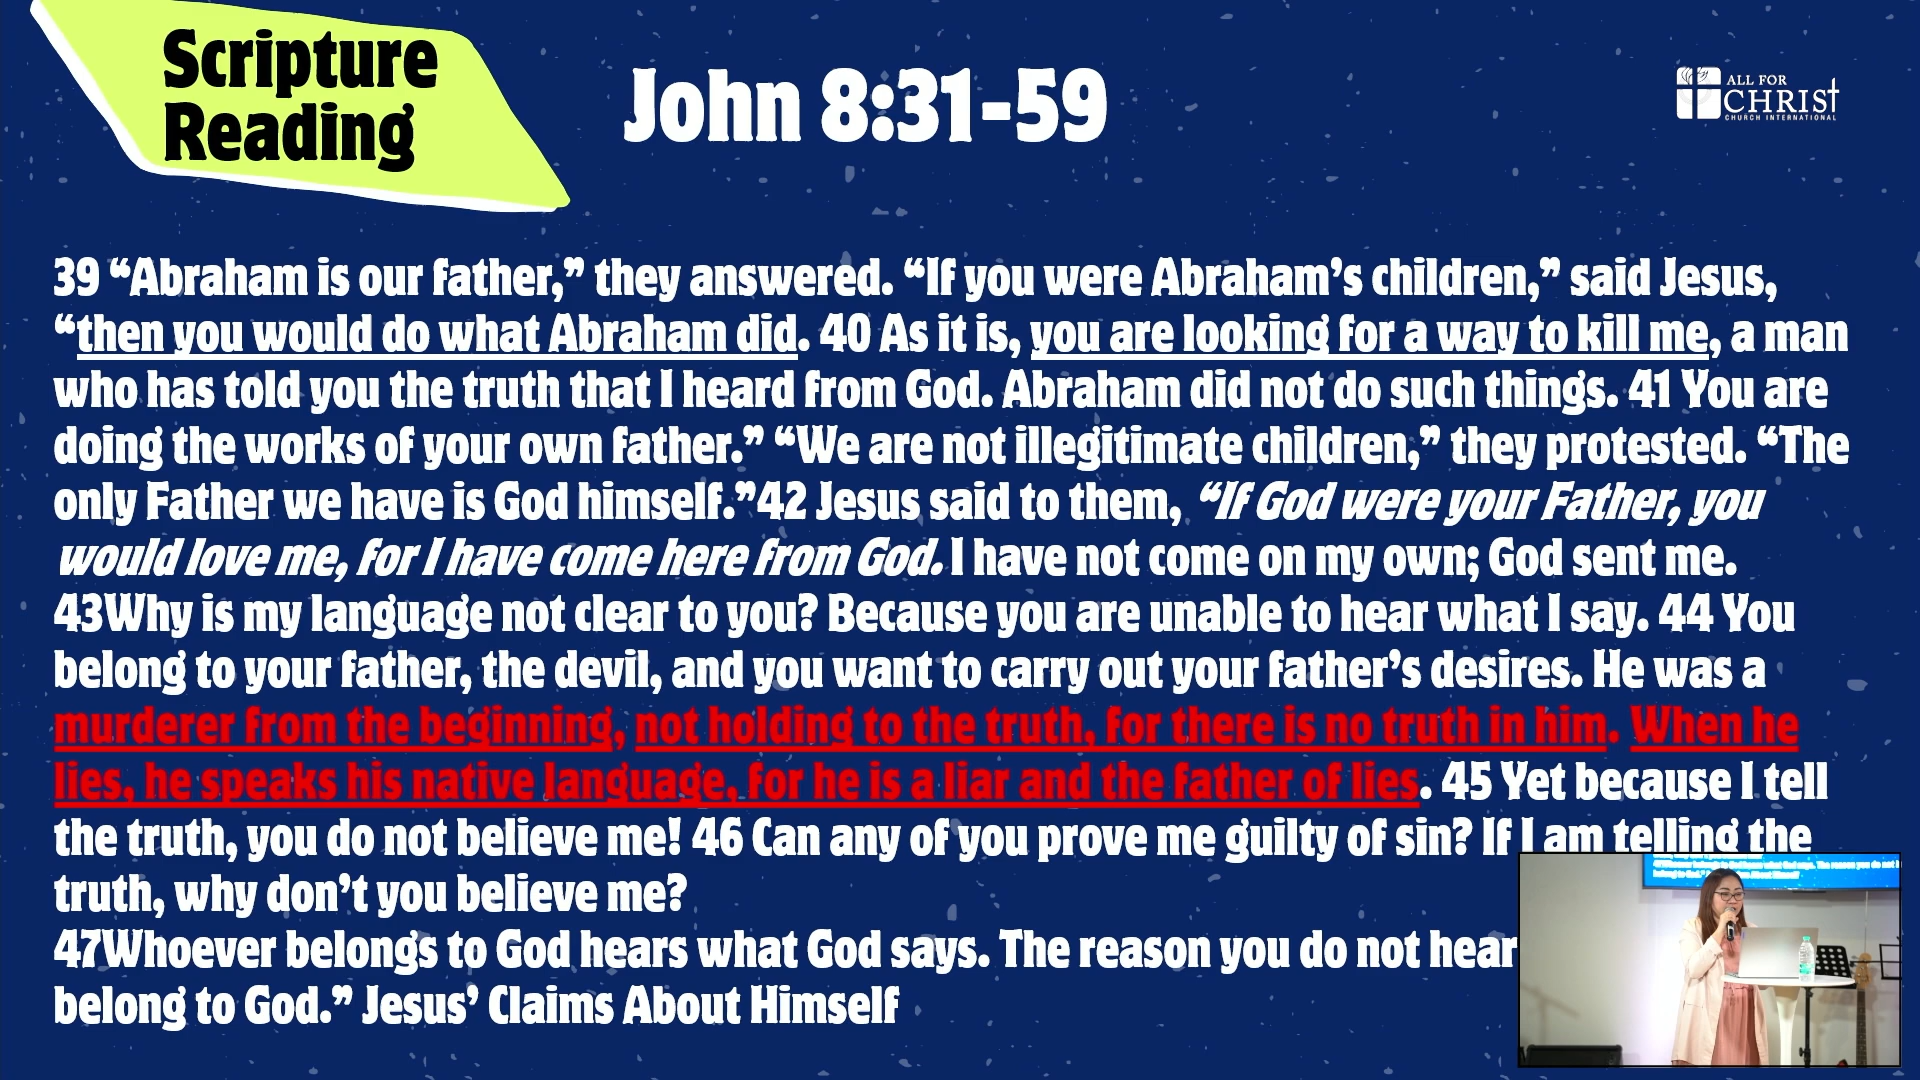 Scripture
Reading
John 8:31-59
ALL FOR
CHRIST
CHURCH INTERNATIONAL
39 “Abraham is our father,” they answered. “If you were Abraham’s children,” said Jesus,
“then you would do what Abraham did. 40 As it is, you are looking for a way to kill me, a man
who has told you the truth that I heard from God. Abraham did not do such things. 41 You are
doing the works of your own father.” “We are not illegitimate children,” they protested. “The
only Father we have is God himself.”42 Jesus said to them, “If God were your Father, you
would love me, for I have come here from God. I have not come on my own; God sent me.
43Why is my language not clear to you? Because you are unable to hear what I say. 44 You
belong to your father, the devil, and you want to carry out your father’s desires. He was a
murderer from the beginning, not holding to the truth, for there is no truth in him. When he
lies, he speaks his native language, for he is a liar and the father of lies. 45 Yet because I tell
the truth, you do not believe me! 46 Can any of you prove me guilty of sin? If I am telling the
truth, why don’t you believe me?
47Whoever belongs to God hears what God says. The reason you do not hear
belong to God.” Jesus’ Claims About Himself